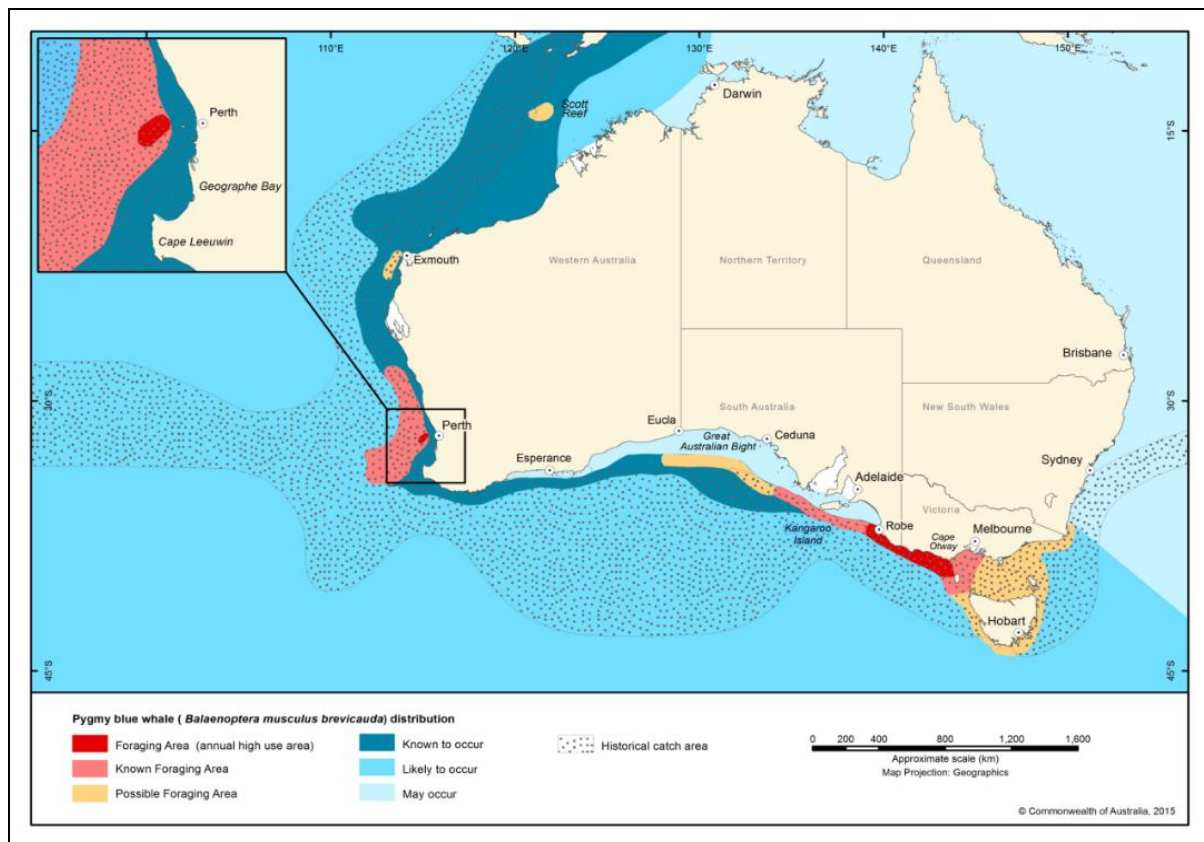 110°E
120°E
130°E
140°E
150°E
Perth
Geographe Bay
Cape Leeuwin
Scott
Reef
Darwin
15°S
Exmouth
Western Australia
Northern Territory
Queensland
Brisbane
30°S
30°S
Perth
Esperance
Eucla
Great
Australian Bight
South Australia
Ceduna
New South Wales
Sydney
Adelaide
Kangaroo
Island
Robe
Victoria
Cape
Otway
Melbourne
Hobart
45°S
45°S
Pygmy blue whale ( Balaenoptera musculus brevicauda) distribution
Foraging Area (annual high use area)
Known Foraging Area
Possible Foraging Area
Known to occur
Likely to occur
May occur
Historical catch area
0 200 400 800 1,200 1,600
Approximate scale (km)
Map Projection: Geographics
© Commonwealth of Australia, 2015